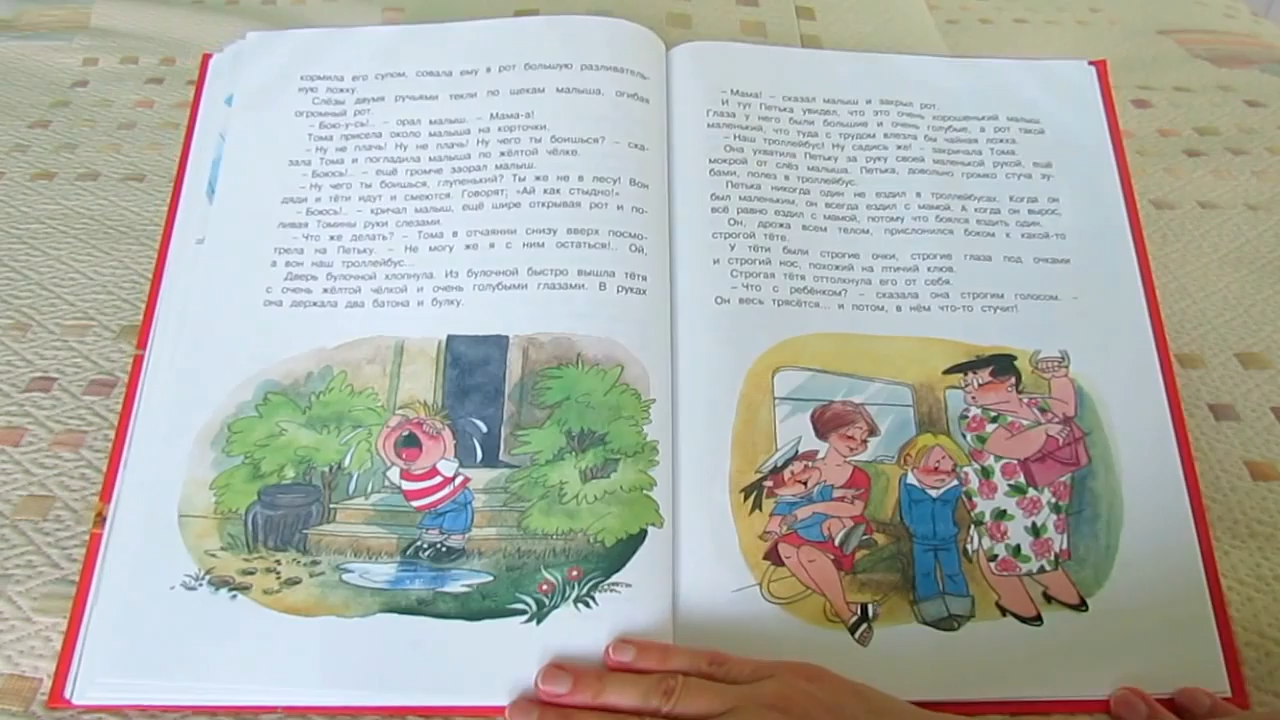 кормила его супом, совала ему в рот большую разливатель-
ную ложку.
Слёзы двумя ручьями текли по щекам малыша, огибая
огромный рот.
– Бою-у-сь!.. – орал малыш. – Мама-а!
Тома присела около малыша на корточки.
– Ну не плачь! Ну не плачь! Ну чего ты боишься? – ска-
зала Тома и погладила малыша по жёлтой чёлке.
– Боюсь!.. – ещё громче заорал малыш.
– Ну чего ты боишься, глупенький? Ты же не в лесу! Вон
дяди и тёти идут и смеются. Говорят: «Ай как стыдно!»
– Боюсь!.. – кричал малыш, ещё шире открывая рот и по-
ливая Томины руки слезами.
– Что же делать? – Тома в отчаянии снизу вверх посмо-
трела на Петьку. – Не могу же я с ним остаться!.. Ой,
а вон наш троллейбус...
Дверь булочной хлопнула. Из булочной быстро вышла тётя
с очень жёлтой чёлкой и очень голубыми глазами. В руках
она держала два батона и булку.
– Мама! – сказал малыш и закрыл рот.
И тут Петька увидел, что это очень хорошенький малыш.
Глаза у него были большие и очень голубые, а рот такой
маленький, что туда с трудом влезла бы чайная ложка.
– Наш троллейбус! Ну садись же! – закричала Тома.
Она ухватила Петьку за руку своей маленькой рукой, ещё
мокрой от слёз малыша. Петька, довольно громко стуча зу-
бами, полез в троллейбус.
Петька никогда один не ездил в троллейбусах. Когда он
был маленьким, он всегда ездил с мамой. А когда он вырос,
всё равно ездил с мамой, потому что боялся ездить один.
Он, дрожа всем телом, прислонился боком к какой-то
строгой тёте.
У тёти были строгие очки, строгие глаза под очками
и строгий нос, похожий на птичий клюв.
Строгая тётя оттолкнула его от себя.
– Что с ребёнком? – сказала она строгим голосом. –
Он весь трясётся... и потом, в нём что-то стучит!